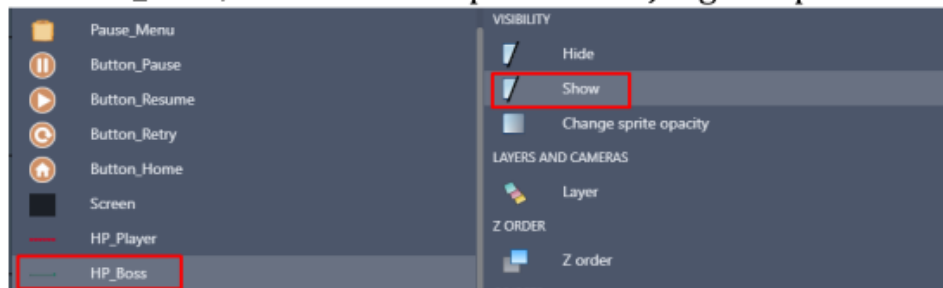 Pause_Menu
Button_Pause
Button_Resume
Button_Retry
Button_Home
Screen
HP_Player
HP_Boss
VISIBILITY
Hide
Show
Change sprite opacity
LAYERS AND CAMERAS
Layer
Z ORDER
Z order